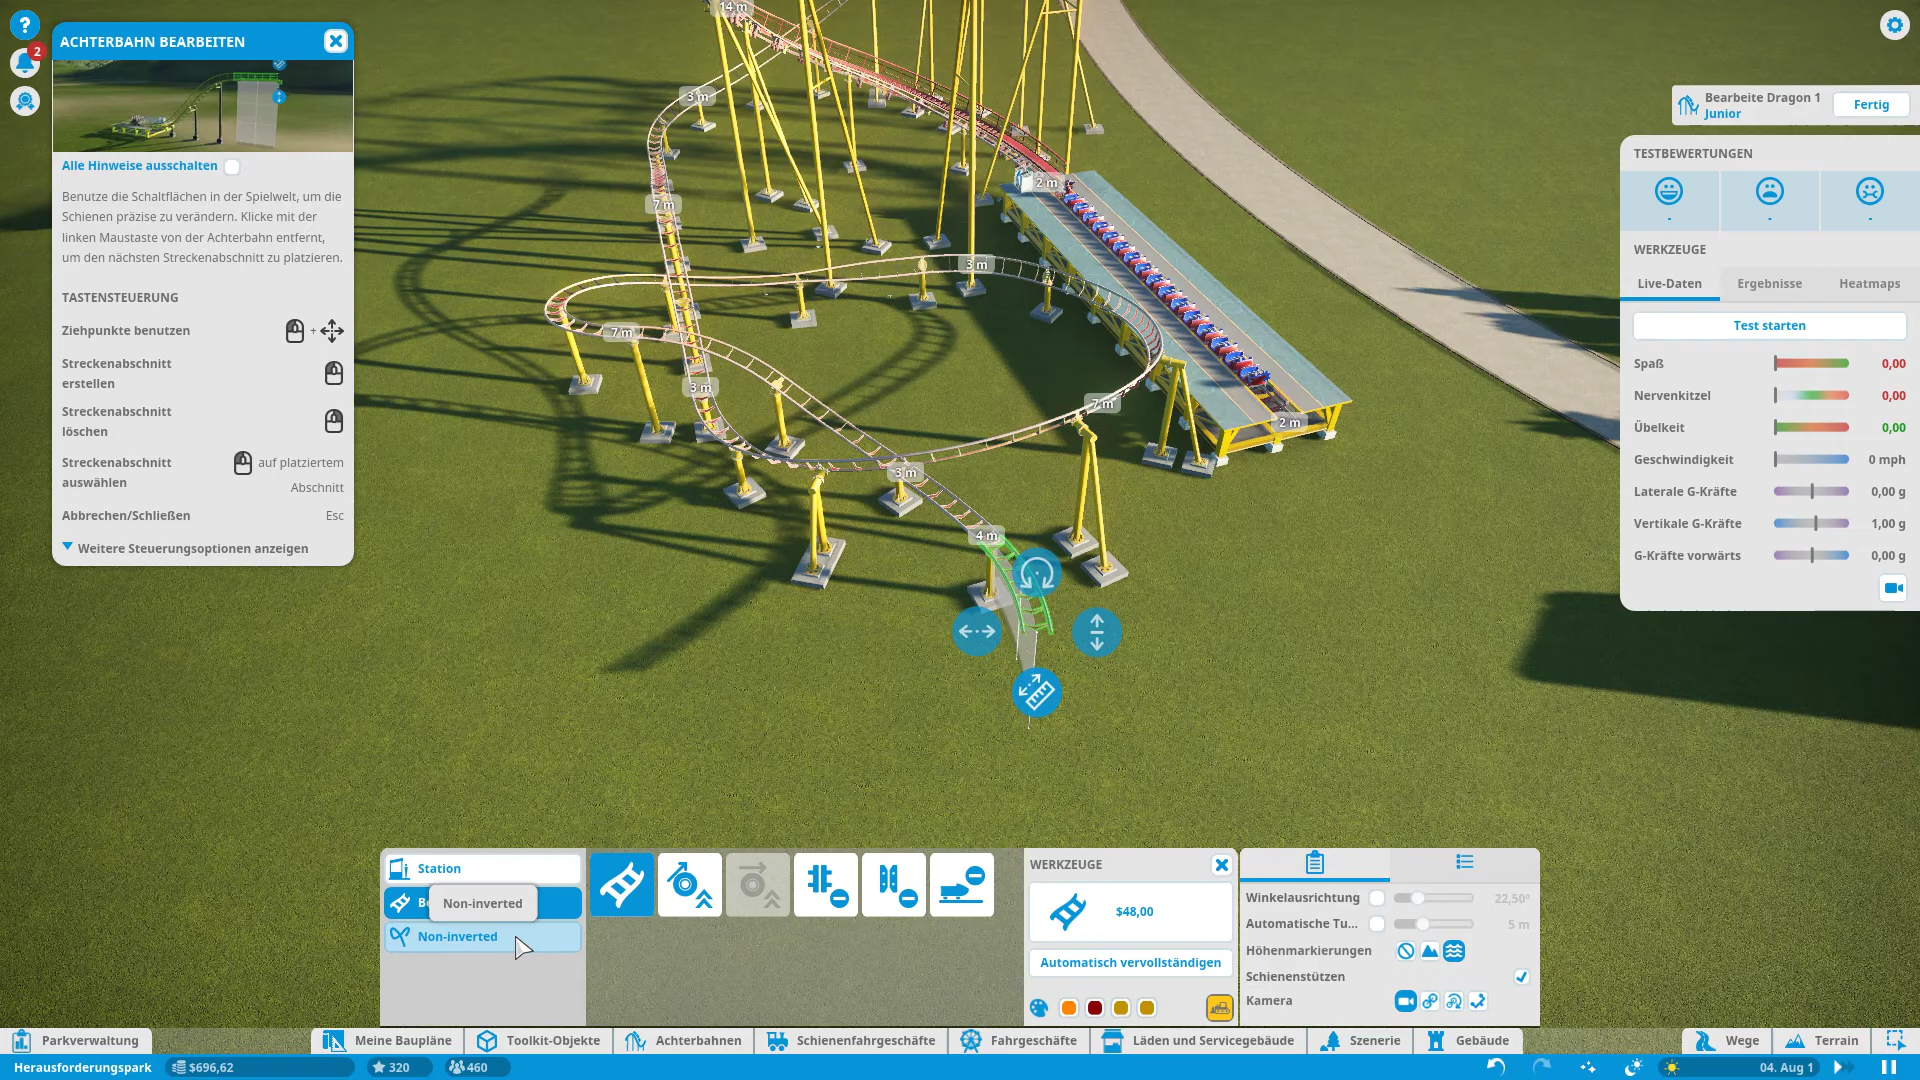 ACHTERBAHN BEARBEITEN
2
Alle Hinweise ausschalten
Benutze die Schaltflächen in der Spielwelt, um die
Schienen präzise zu verändern. Klicke mit der
linken Maustaste von der Achterbahn entfernt,
um den nächsten Streckenabschnitt zu platzieren.
TASTENSTEUERUNG
Ziehpunkte benutzen +
Streckenabschnitt
erstellen
Streckenabschnitt
löschen
Streckenabschnitt
auswählen
auf platziertem
Abschnitt
Abbrechen/Schließen Esc
Weitere Steuerungsoptionen anzeigen
14 m
3 m
2 m
7 m
3 m
7 m
3 m
7 m
2 m
3 m
4 m
Bearbeite Dragon 1
Junior
Fertig
TESTBEWERTUNGEN
- - -
WERKZEUGE
Live-Daten Ergebnisse Heatmaps
Test starten
Spaß 0,00
Nervenkitzel 0,00
Übelkeit 0,00
Geschwindigkeit 0 mph
Laterale G-Kräfte 0,00 g
Vertikale G-Kräfte 1,00 g
G-Kräfte vorwärts 0,00 g
Station
Non-inverted
Non-inverted
WERKZEUGE
$48,00
Automatisch vervollständigen
Winkelausrichtung 22,50°
Automatische Tu... 5 m
Höhenmarkierungen
Schienenstützen
Kamera
Parkverwaltung Meine Baupläne Toolkit-Objekte Achterbahnen Schienenfahrgeschäfte Fahrgeschäfte Läden und Servicegebäude Szenerie Gebäude Wege Terrain
Herausforderungspark $696,62 320 460 04. Aug 1